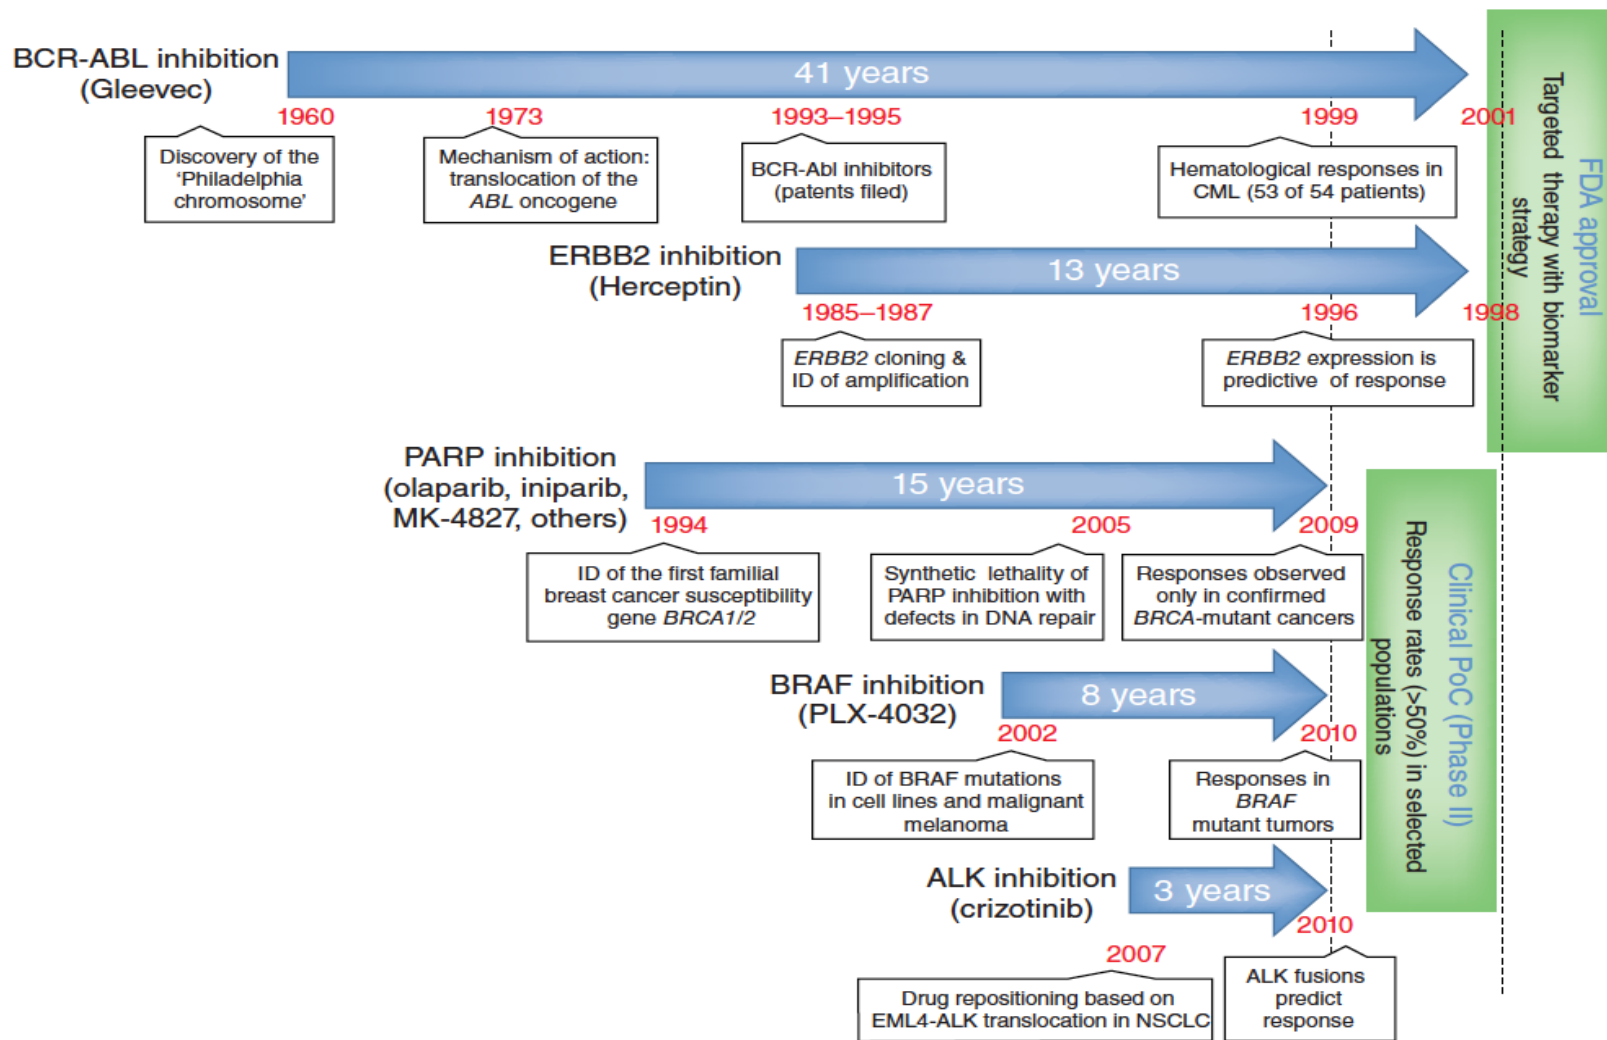 BCR-ABL inhibition
(Gleevec)
41 years
1960
1973
1993–1995
1999
2001
Discovery of the
‘Philadelphia
chromosome’
Mechanism of action:
translocation of the
ABL oncogene
BCR-Abl inhibitors
(patents filed)
Hematological responses in
CML (53 of 54 patients)
ERBB2 inhibition
(Herceptin)
13 years
1985–1987
1996
1998
ERBB2 cloning &
ID of amplification
ERBB2 expression is
predictive of response
FDA approval
Targeted therapy with biomarker
strategy
PARP inhibition
(olaparib, iniparib,
MK-4827, others)
15 years
1994
2005
2009
ID of the first familial
breast cancer susceptibility
gene BRCA1/2
Synthetic lethality of
PARP inhibition with
defects in DNA repair
Responses observed
only in confirmed
BRCA-mutant cancers
BRAF inhibition
(PLX-4032)
8 years
2002
2010
ID of BRAF mutations
in cell lines and malignant
melanoma
Responses in
BRAF
mutant tumors
ALK inhibition
(crizotinib)
3 years
2007
2010
Drug repositioning based on
EML4-ALK translocation in NSCLC
ALK fusions
predict
response
Clinical PoC (Phase II)
Response rates (>50%) in selected
populations